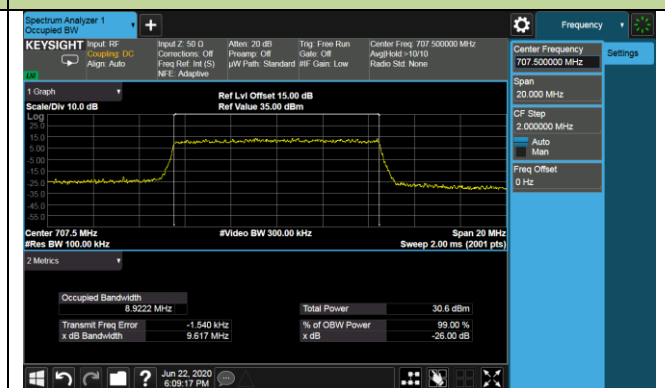 Spectrum Analyzer 1
Occupied BW
+
Frequency
KEYSIGHT
Input: RF
Coupling: DC
Align: Auto
Input Z: 50 Ω
Corrections: Off
Freq Ref: Int (S)
NFE: Adaptive
Atten: 20 dB
Preamp: Off
µW Path: Standard
Trig: Free Run
Gate: Off
#IF Gain: Low
Center Freq: 707.500000 MHz
Avg|Hold:>10/10
Radio Std: None
Center Frequency
707.500000 MHz
Settings
Span
20.000 MHz
CF Step
2.000000 MHz
Auto
Man
Freq Offset
0 Hz
1 Graph
Scale/Div 10.0 dB
Ref Lvl Offset 15.00 dB
Ref Value 35.00 dBm
Log
25.0
15.0
5.00
-5.00
-15.0
-25.0
-35.0
-45.0
-55.0
Center 707.5 MHz
#Video BW 300.00 kHz
Span 20 MHz
#Res BW 100.00 kHz
Sweep 2.00 ms (2001 pts)
2 Metrics
Occupied Bandwidth
8.9222 MHz
Total Power 30.6 dBm
Transmit Freq Error -1.540 kHz
% of OBW Power 99.00 %
x dB Bandwidth 9.617 MHz
x dB -26.00 dB
?
Jun 22, 2020
6:09:17 PM